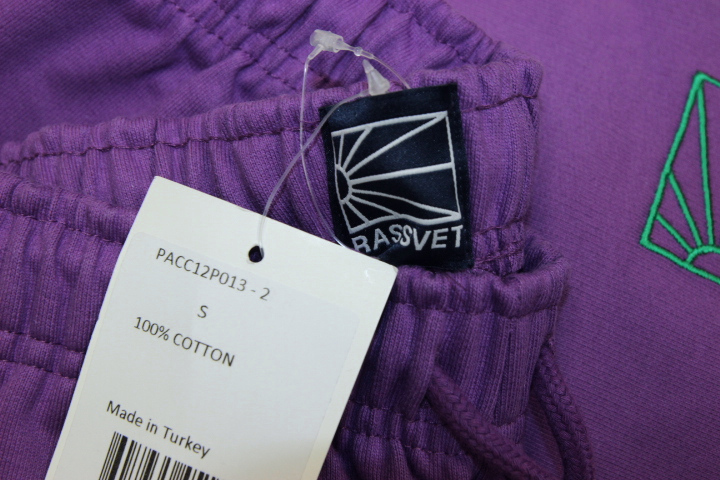 RASSVET
PACC12P013 - 2
S
100% COTTON
Made in Turkey